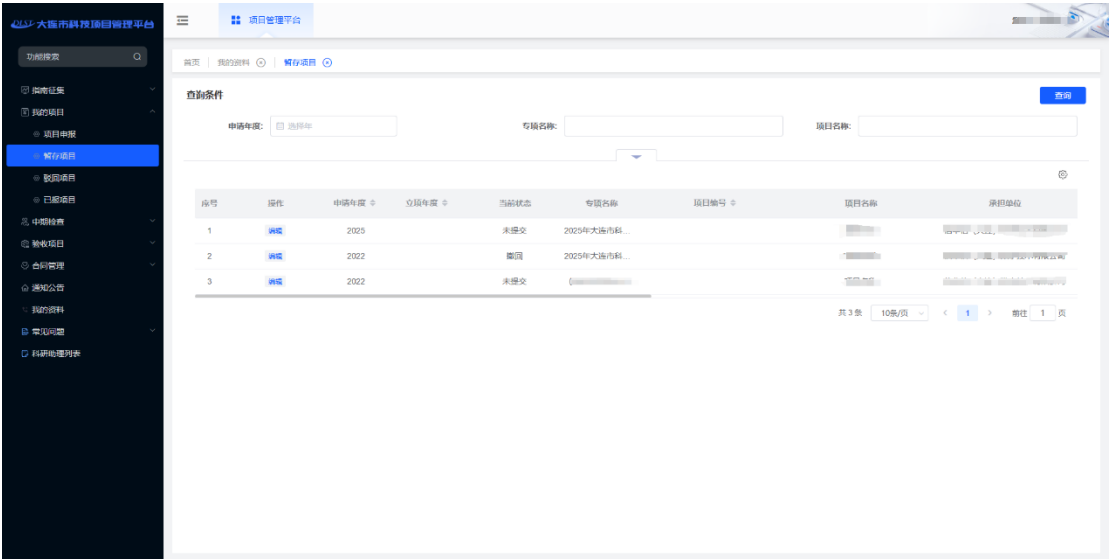 大连市科技项目管理平台
项目管理平台
功能搜索
首页 我的资料 暂存项目
指南征集
我的项目
项目申报
暂存项目
驳回项目
已报项目
中期检查
验收项目
合同管理
通知公告
我的资料
常见问题
科研助理列表
查询条件
查询
申请年度: 选择年 专项名称: 项目名称:
序号 操作 申请年度 立项年度 当前状态 专项名称 项目编号 项目名称 承担单位
1 编辑 2025 未提交 2025年大连市科...
2 编辑 2022 撤回 2025年大连市科...
3 编辑 2022 未提交
共 3 条 10条/页 1 前往 1 页